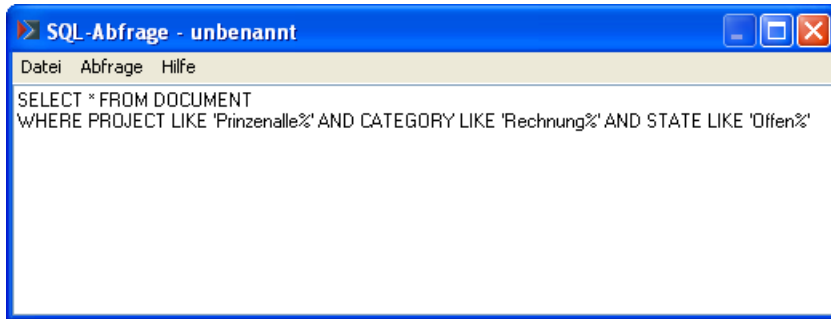 SQL-Abfrage - unbenannt
Datei Abfrage Hilfe
SELECT * FROM DOCUMENT
WHERE PROJECT LIKE 'Prinzenalle%' AND CATEGORY LIKE 'Rechnung%' AND STATE LIKE 'Offen%'